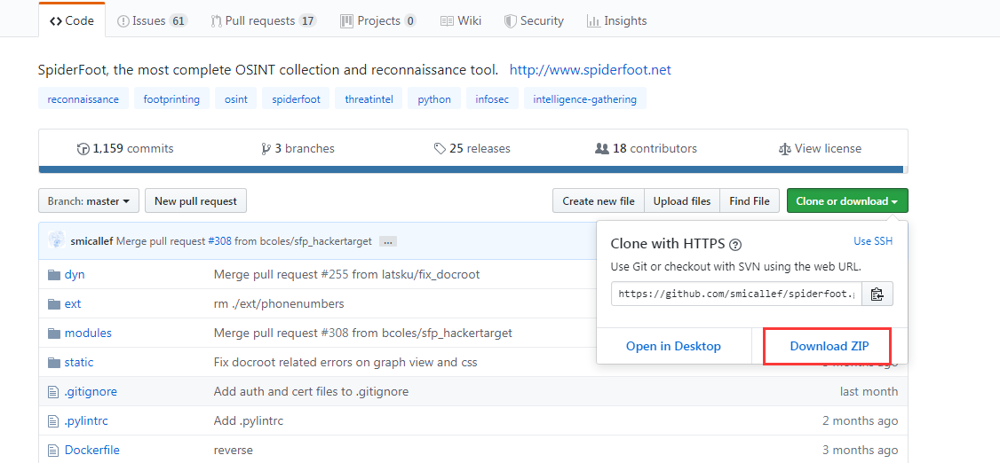 Code Issues 61 Pull requests 17 Projects 0 Wiki Security Insights
SpiderFoot, the most complete OSINT collection and reconnaissance tool. http://www.spiderfoot.net
reconnaissance footprinting osint spiderfoot threatintel python infosec intelligence-gathering
1,159 commits 3 branches 25 releases 18 contributors View license
Branch: master New pull request Create new file Upload files Find File Clone or download
smicallef Merge pull request #308 from bcoles/sfp_hackertarget ...
Clone with HTTPS ? Use SSH
Use Git or checkout with SVN using the web URL.
https://github.com/smicallef/spiderfoot.
Open in Desktop Download ZIP
dyn Merge pull request #255 from latsku/fix_docroot
ext rm ./ext/phonenumbers
modules Merge pull request #308 from bcoles/sfp_hackertarget
static Fix docroot related errors on graph view and css months ago
.gitignore Add auth and cert files to .gitignore last month
.pylintrc Add .pylintrc 2 months ago
Dockerfile reverse 3 months ago